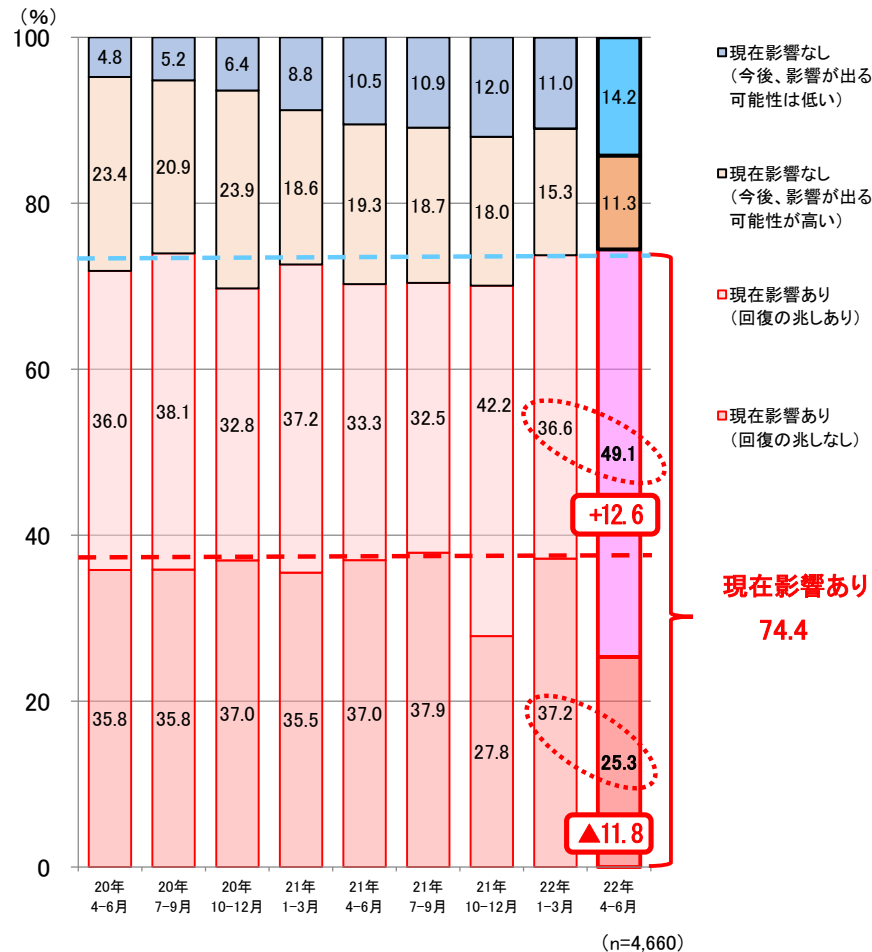 (%)
100
80
60
40
20
0
4.8
5.2
6.4
8.8
10.5
10.9
12.0
11.0
14.2
23.4
20.9
23.9
18.6
19.3
18.7
18.0
15.3
11.3
36.0
38.1
32.8
37.2
33.3
32.5
42.2
36.6
49.1
+12.6
35.8
35.8
37.0
35.5
37.0
37.9
27.8
37.2
25.3
▲11.8
20年
4-6月
20年
7-9月
20年
10-12月
21年
1-3月
21年
4-6月
21年
7-9月
21年
10-12月
22年
1-3月
22年
4-6月
(n=4,660)
現在影響なし
(今後、影響が出る
可能性は低い)
現在影響なし
(今後、影響が出る
可能性が高い)
現在影響あり
(回復の兆しあり)
現在影響あり
(回復の兆しなし)
現在影響あり
74.4